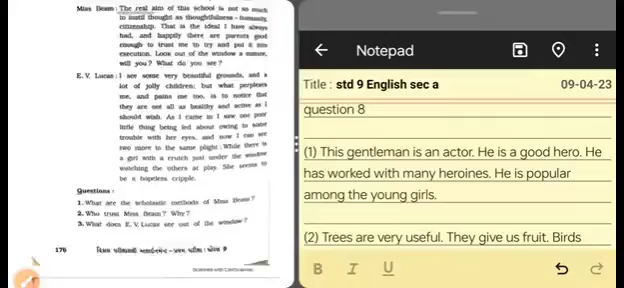 Miss Beam : The real aim of this school is not so much
to instil thought as thoughtfulness - humanity,
citizenship. That is the ideal I have always
had, and happily there are parents good
enough to trust me to try and put it into
execution. Look out of the window a minute,
will you ? What do you see ?
E. V. Lucas : I see some very beautiful grounds, and a
lot of jolly children; but what perplexes
me, and pains me too, is to notice that
they are not all as healthy and active as I
should wish. As I came in I saw one poor
little thing being led about owing to some
trouble with her eyes, and now I can see
two more in the same plight; While there is
a girl with a crutch just under the window
watching the others at play. She seems to
be a hopeless cripple.
Questions :
1. What are the scholastic methods of Miss Beam ?
2. Who trust Miss Beam ? Why ?
3. What does E. V. Lucas see out of the window ?
176
9
Scanned with CamScanner
Notepad
Title : std 9 English sec a 09-04-23
question 8
(1) This gentleman is an actor. He is a good hero. He
has worked with many heroines. He is popular
among the young girls.
(2) Trees are very useful. They give us fruit. Birds
B I U